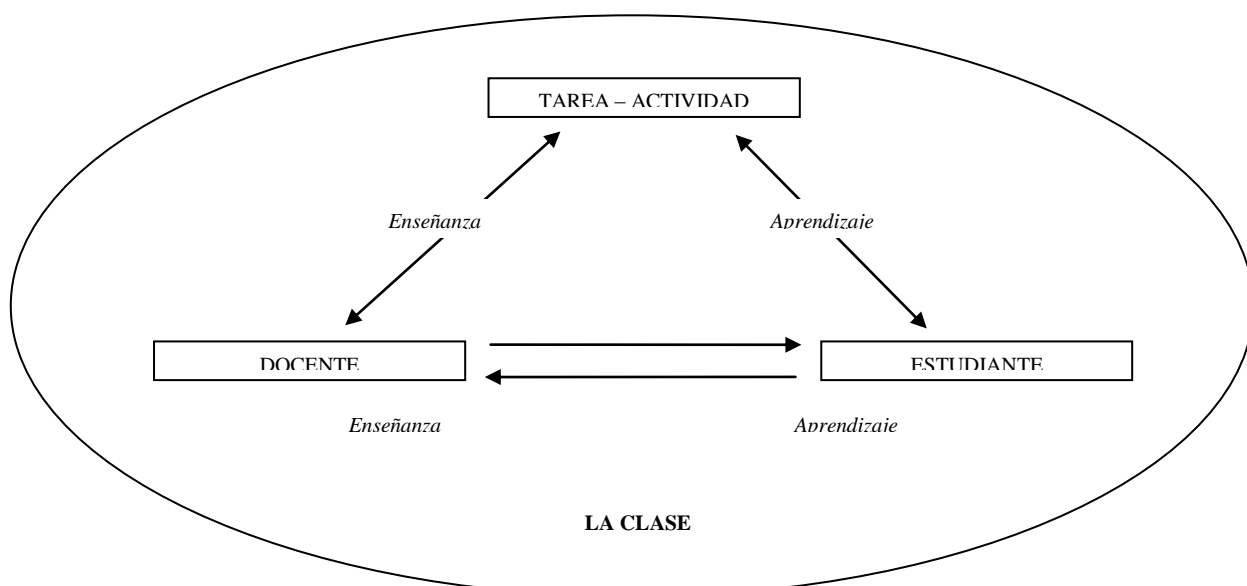 TAREA – ACTIVIDAD
Enseñanza
Aprendizaje
DOCENTE
ESTUDIANTE
Enseñanza
Aprendizaje
LA CLASE